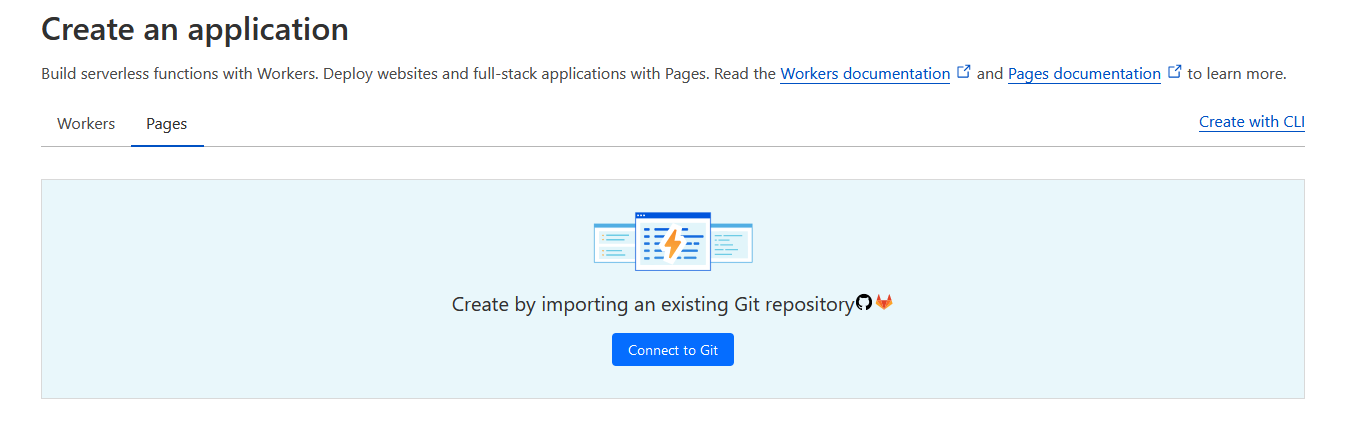 Create an application
Build serverless functions with Workers. Deploy websites and full-stack applications with Pages. Read the Workers documentation and Pages documentation to learn more.
Workers Pages Create with CLI
Create by importing an existing Git repository
Connect to Git